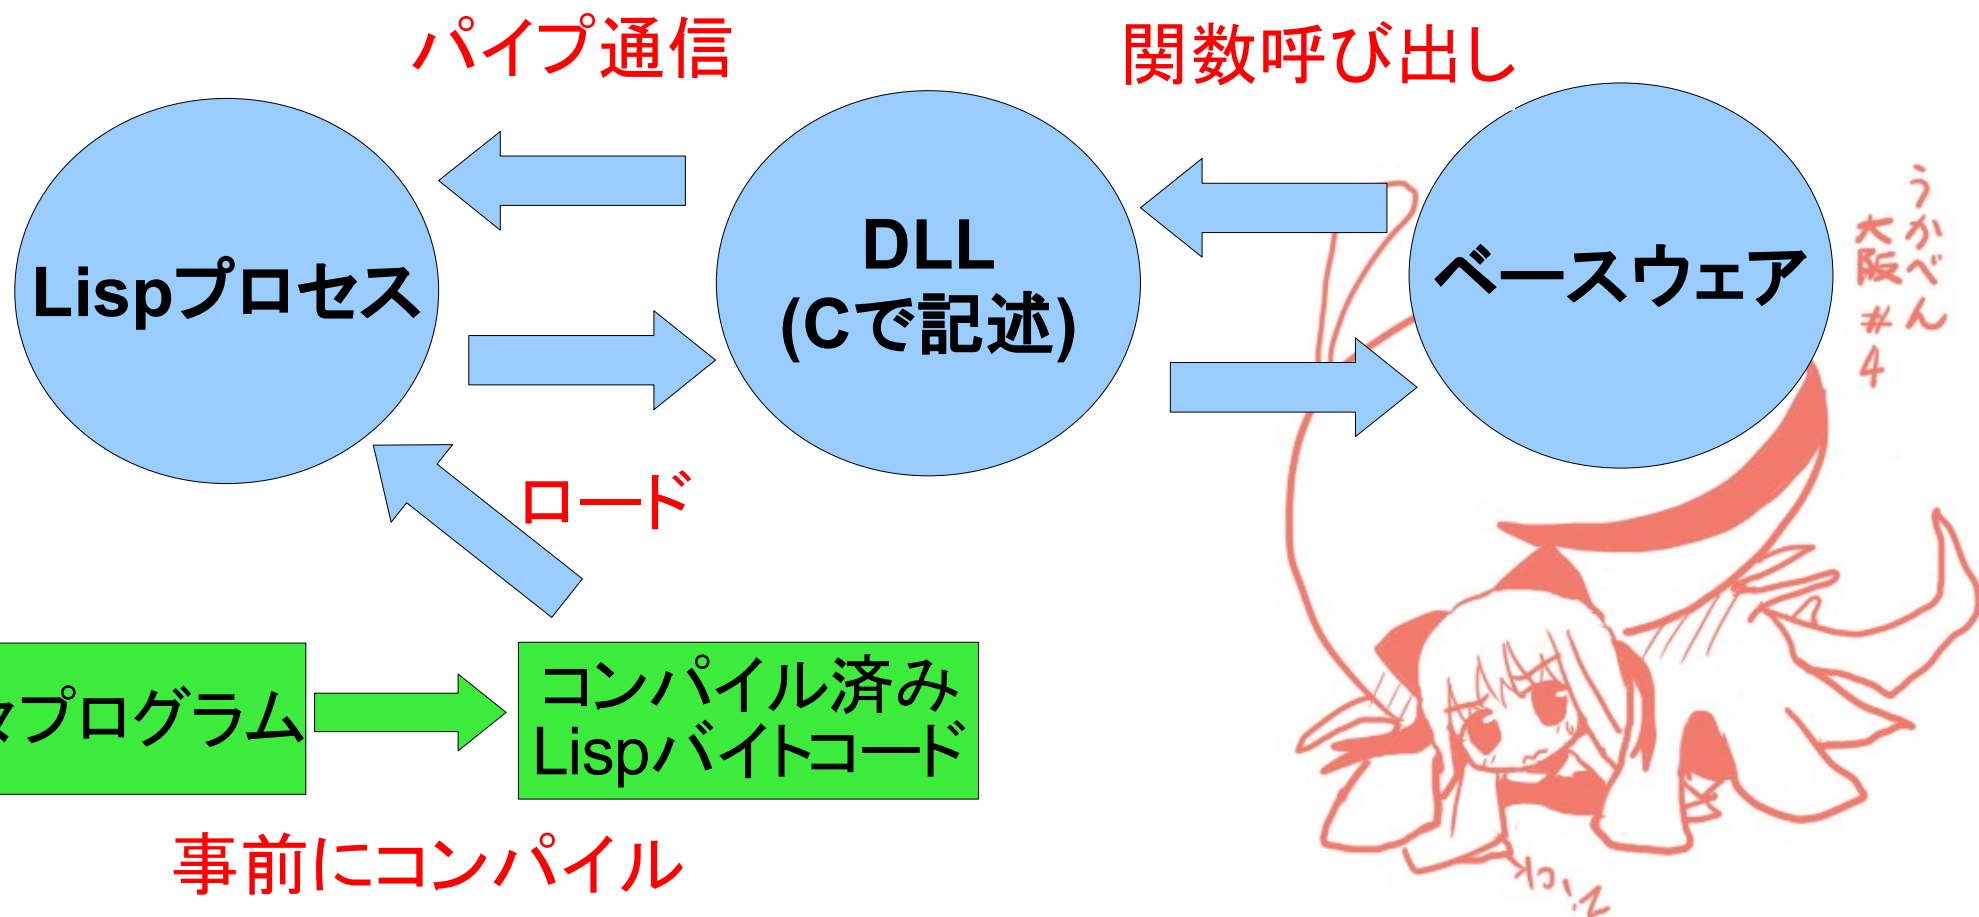 パイプ通信
関数呼び出し
Lispプロセス
DLL
(Cで記述)
ベースウェア
うかべん
大阪
#4
ロード
プログラム
コンパイル済み
Lispバイトコード
事前にコンパイル